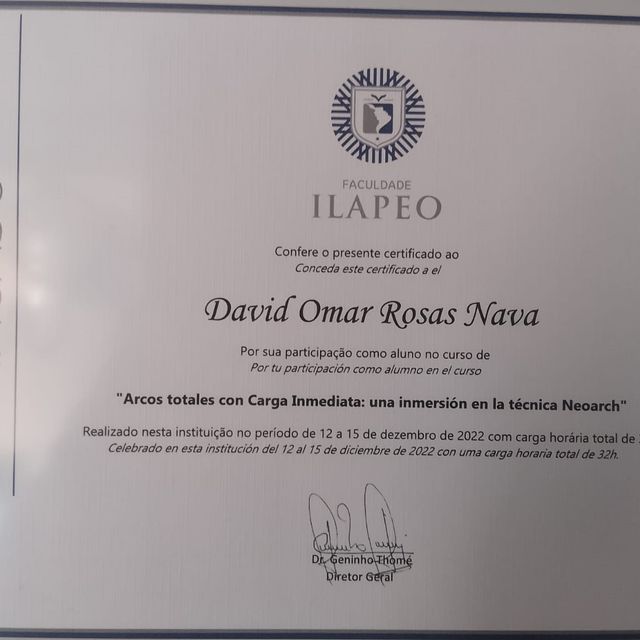 FACULDADE
ILAPEO
Confere o presente certificado ao
Conceda este certificado a el
David Omar Rosas Nava
Por sua participação como aluno no curso de
Por tu participación como alumno en el curso
"Arcos totales con Carga Inmediata: una inmersión en la técnica Neoarch"
Realizado nesta instituição no período de 12 a 15 de dezembro de 2022 com carga horária total de
Celebrado en esta institución del 12 al 15 de diciembre de 2022 con uma carga horaria total de 32h.
Dr. Geninho Thomé
Diretor Geral